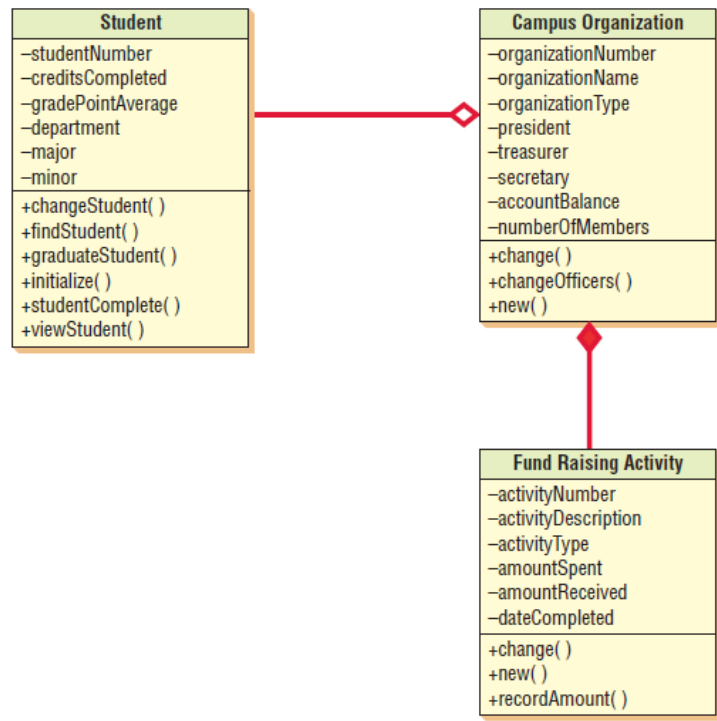 Student
–studentNumber
–creditsCompleted
–gradePointAverage
–department
–major
–minor
+changeStudent( )
+findStudent( )
+graduateStudent( )
+initialize( )
+studentComplete( )
+viewStudent( )
Campus Organization
–organizationNumber
–organizationName
–organizationType
–president
–treasurer
–secretary
–accountBalance
–numberOfMembers
+change( )
+changeOfficers( )
+new( )
Fund Raising Activity
–activityNumber
–activityDescription
–activityType
–amountSpent
–amountReceived
–dateCompleted
+change( )
+new( )
+recordAmount( )